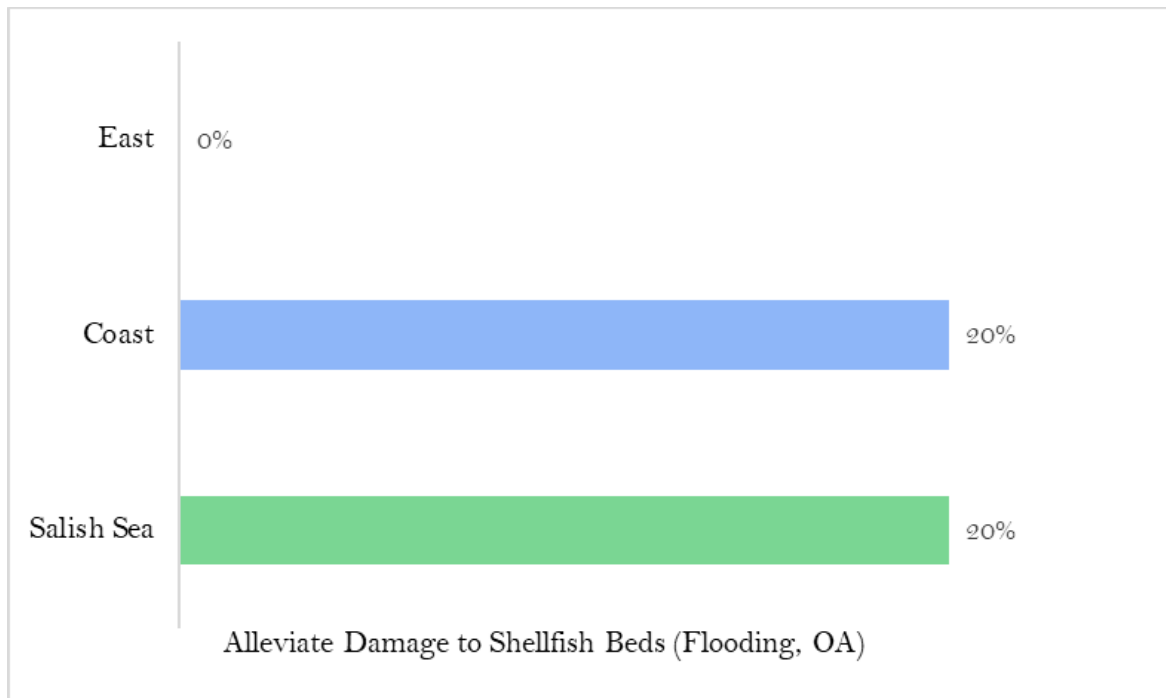 East
0%
Coast
20%
Salish Sea
20%
Alleviate Damage to Shellfish Beds (Flooding, OA)